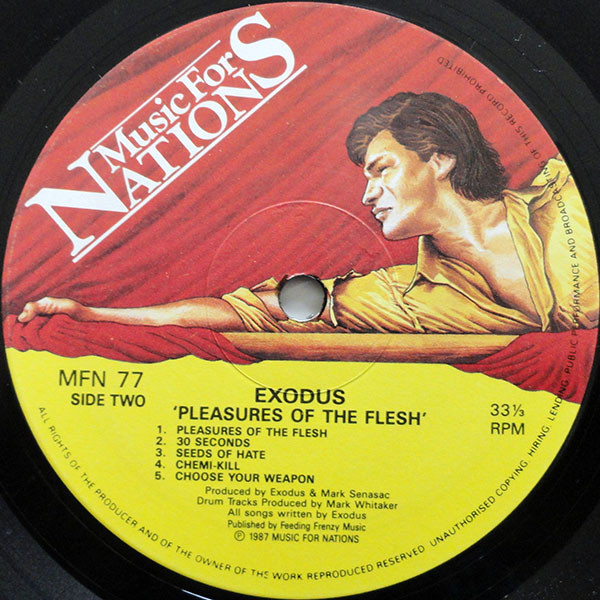 Music For
NATIONS
MFN 77
SIDE TWO
EXODUS
'PLEASURES OF THE FLESH'
33⅓
RPM
1. PLEASURES OF THE FLESH
2. 30 SECONDS
3. SEEDS OF HATE
4. CHEMI-KILL
5. CHOOSE YOUR WEAPON
Produced by Exodus & Mark Senasac
Drum Tracks Produced by Mark Whitaker
All songs written by Exodus
Published by Feeding Frenzy Music
℗ 1987 MUSIC FOR NATIONS
ALL RIGHTS OF THE PRODUCER AND OF THE OWNER OF THE WORK REPRODUCED RESERVED UNAUTHORISED COPYING, HIRING, LENDING, PUBLIC PERFORMANCE AND BROADCASTING OF THIS RECORD PROHIBITED